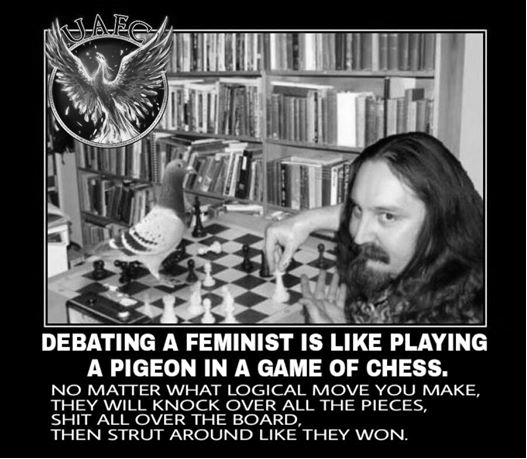 UAFC
DEBATING A FEMINIST IS LIKE PLAYING
A PIGEON IN A GAME OF CHESS.
NO MATTER WHAT LOGICAL MOVE YOU MAKE,
THEY WILL KNOCK OVER ALL THE PIECES,
SHIT ALL OVER THE BOARD,
THEN STRUT AROUND LIKE THEY WON.